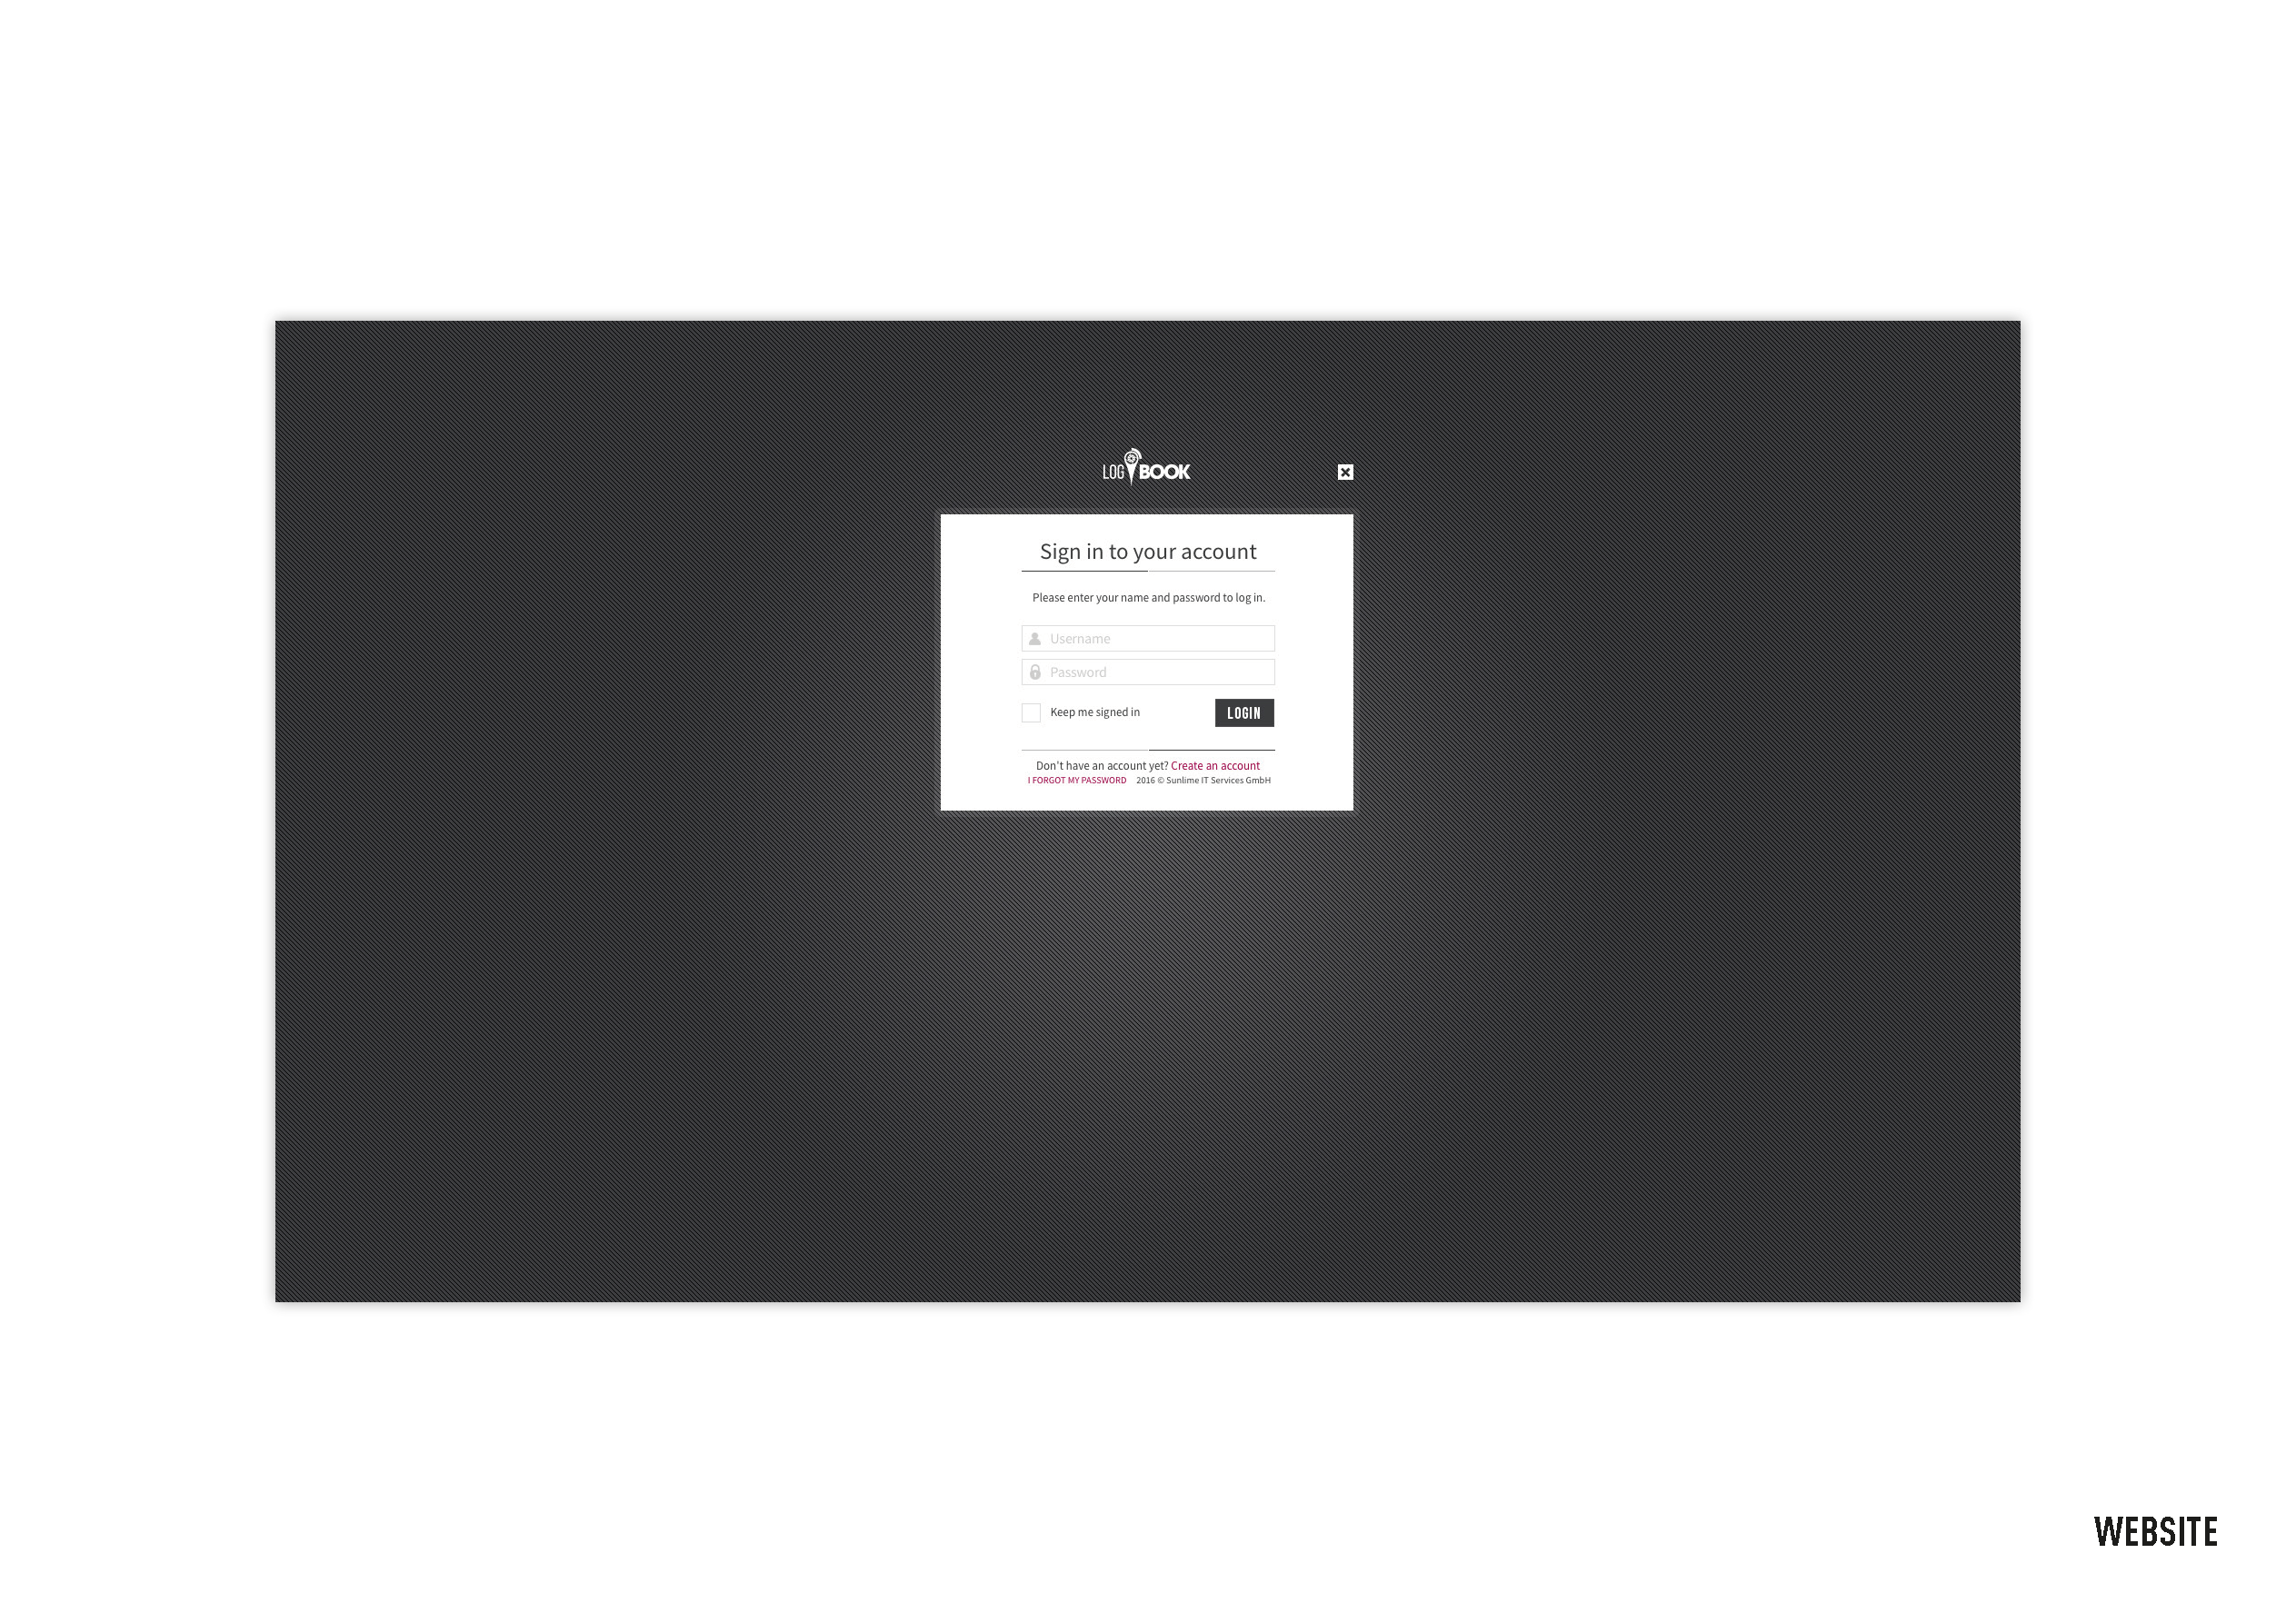 LOG BOOK
Sign in to your account
Please enter your name and password to log in.
Username
Password
Keep me signed in
LOGIN
Don't have an account yet? Create an account
I FORGOT MY PASSWORD 2016 © Sunlime IT Services GmbH
WEBSITE